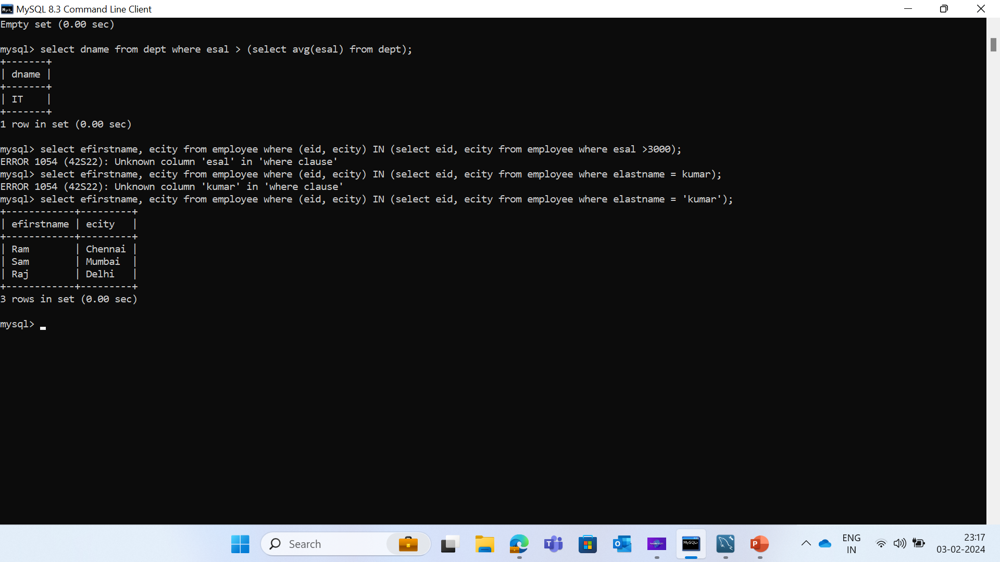 MySQL 8.3 Command Line Client
Empty set (0.00 sec)
mysql> select dname from dept where esal > (select avg(esal) from dept);
+-------+
| dname |
+-------+
| IT    |
+-------+
1 row in set (0.00 sec)
mysql> select efirstname, ecity from employee where (eid, ecity) IN (select eid, ecity from employee where esal >3000);
ERROR 1054 (42S22): Unknown column 'esal' in 'where clause'
mysql> select efirstname, ecity from employee where (eid, ecity) IN (select eid, ecity from employee where elastname = kumar);
ERROR 1054 (42S22): Unknown column 'kumar' in 'where clause'
mysql> select efirstname, ecity from employee where (eid, ecity) IN (select eid, ecity from employee where elastname = 'kumar');
+------------+---------+
| efirstname | ecity   |
+------------+---------+
| Ram        | Chennai |
| Sam        | Mumbai  |
| Raj        | Delhi   |
+------------+---------+
3 rows in set (0.00 sec)
mysql>
Search
ENG
IN
23:17
03-02-2024